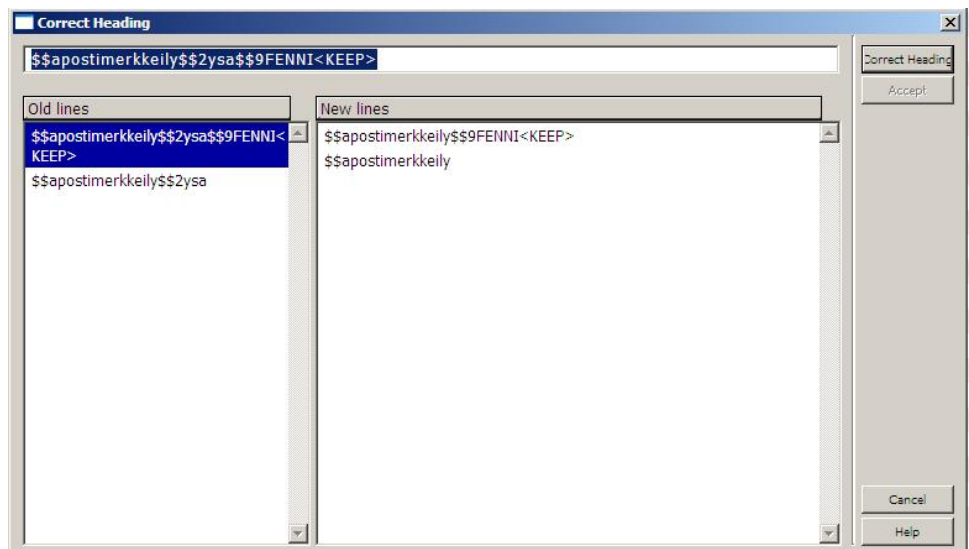 Correct Heading
$$apostimerkkeily$$2ysa$$9FENNI<KEEP>
Correct Heading
Accept
Old lines
New lines
$$apostimerkkeily$$2ysa$$9FENNI<
KEEP>
$$apostimerkkeily$$2ysa
$$apostimerkkeily$$9FENNI<KEEP>
$$apostimerkkeily
Cancel
Help